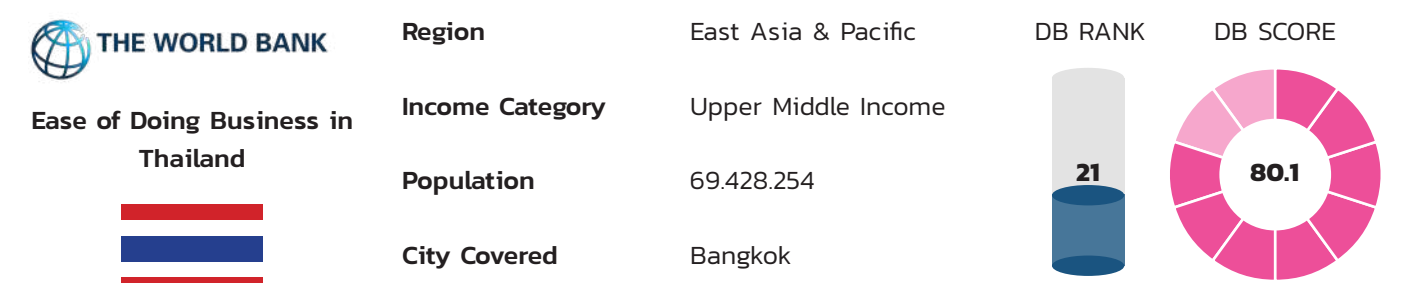 THE WORLD BANK
Ease of Doing Business in
Thailand
Region East Asia & Pacific
Income Category Upper Middle Income
Population 69.428.254
City Covered Bangkok
DB RANK
21
DB SCORE
80.1